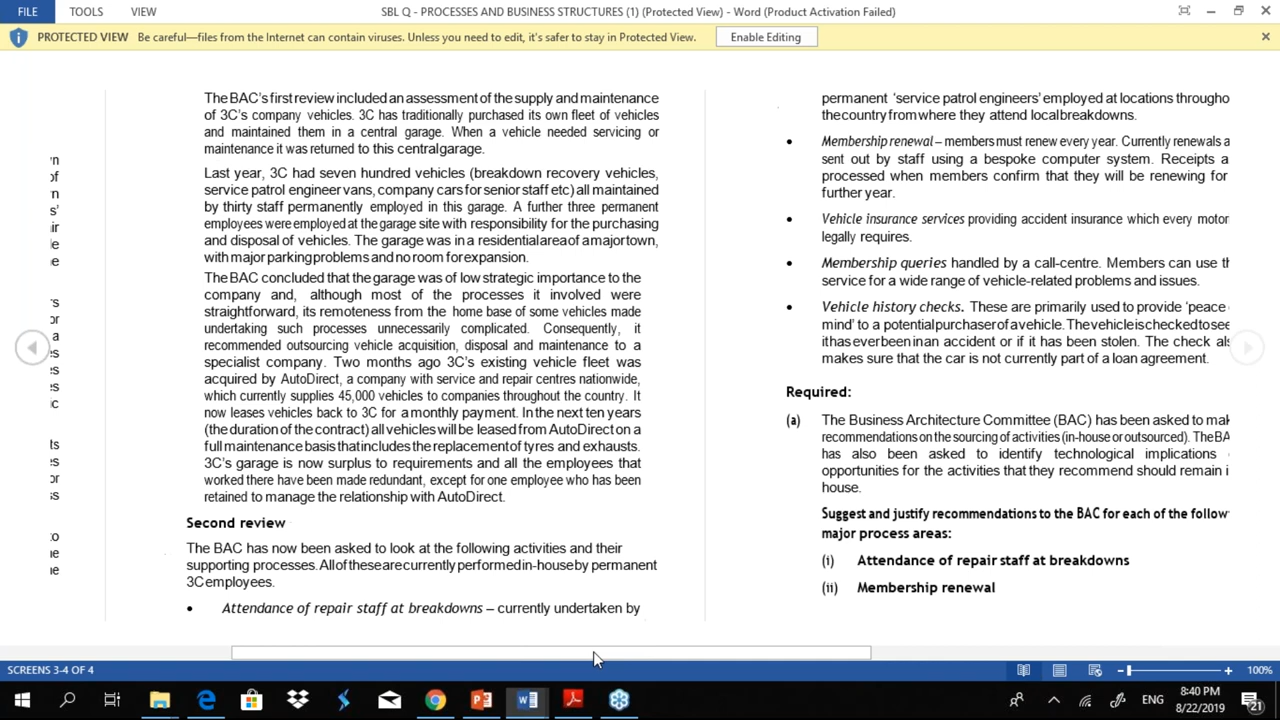 FILE TOOLS VIEW
SBL Q - PROCESSES AND BUSINESS STRUCTURES (1) (Protected View) - Word (Product Activation Failed)
PROTECTED VIEW Be careful—files from the Internet can contain viruses. Unless you need to edit, it's safer to stay in Protected View. Enable Editing
of
The BAC's first review included an assessment of the supply and maintenance
of 3C's company vehicles. 3C has traditionally purchased its own fleet of vehicles
and maintained them in a central garage. When a vehicle needed servicing or
maintenance it was returned to this central garage.
Last year, 3C had seven hundred vehicles (breakdown recovery vehicles,
service patrol engineer vans, company cars for senior staff etc) all maintained
by thirty staff permanently employed in this garage. A further three permanent
employees were employed at the garage site with responsibility for the purchasing
and disposal of vehicles. The garage was in a residential area of a major town,
with major parking problems and no room for expansion.
The BAC concluded that the garage was of low strategic importance to the
company and, although most of the processes it involved were
straightforward, its remoteness from the home base of some vehicles made
undertaking such processes unnecessarily complicated. Consequently, it
recommended outsourcing vehicle acquisition, disposal and maintenance to a
specialist company. Two months ago 3C's existing vehicle fleet was
acquired by AutoDirect, a company with service and repair centres nationwide,
which currently supplies 45,000 vehicles to companies throughout the country. It
now leases vehicles back to 3C for a monthly payment. In the next ten years
(the duration of the contract) all vehicles will be leased from AutoDirect on a
full maintenance basis that includes the replacement of tyres and exhausts.
3C's garage is now surplus to requirements and all the employees that
worked there have been made redundant, except for one employee who has been
retained to manage the relationship with AutoDirect.
Second review
The BAC has now been asked to look at the following activities and their
supporting processes. All of these are currently performed in-house by permanent
3C employees.
• Attendance of repair staff at breakdowns – currently undertaken by
permanent 'service patrol engineers' employed at locations througho
the country from where they attend local breakdowns.
• Membership renewal – members must renew every year. Currently renewals a
sent out by staff using a bespoke computer system. Receipts a
processed when members confirm that they will be renewing for
further year.
• Vehicle insurance services providing accident insurance which every motor
legally requires.
• Membership queries handled by a call-centre. Members can use th
service for a wide range of vehicle-related problems and issues.
• Vehicle history checks. These are primarily used to provide 'peace
mind' to a potential purchaser of a vehicle. The vehicle is checked to see
it has ever been in an accident or if it has been stolen. The check als
makes sure that the car is not currently part of a loan agreement.
Required:
(a) The Business Architecture Committee (BAC) has been asked to mak
recommendations on the sourcing of activities (in-house or outsourced). The BA
has also been asked to identify technological implications
opportunities for the activities that they recommend should remain i
house.
Suggest and justify recommendations to the BAC for each of the follow
major process areas:
(i) Attendance of repair staff at breakdowns
(ii) Membership renewal
SCREENS 3-4 OF 4
100%
ENG
8:40 PM
8/22/2019
21